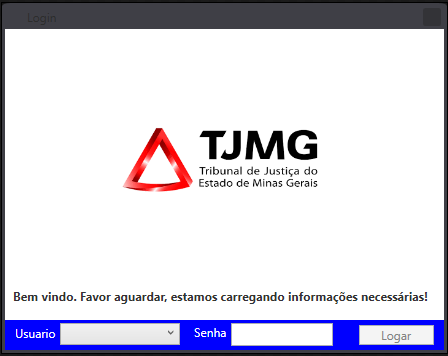 Login
TJMG
Tribunal de Justiça do
Estado de Minas Gerais
Bem vindo. Favor aguardar, estamos carregando informações necessárias!
Usuario Senha Logar